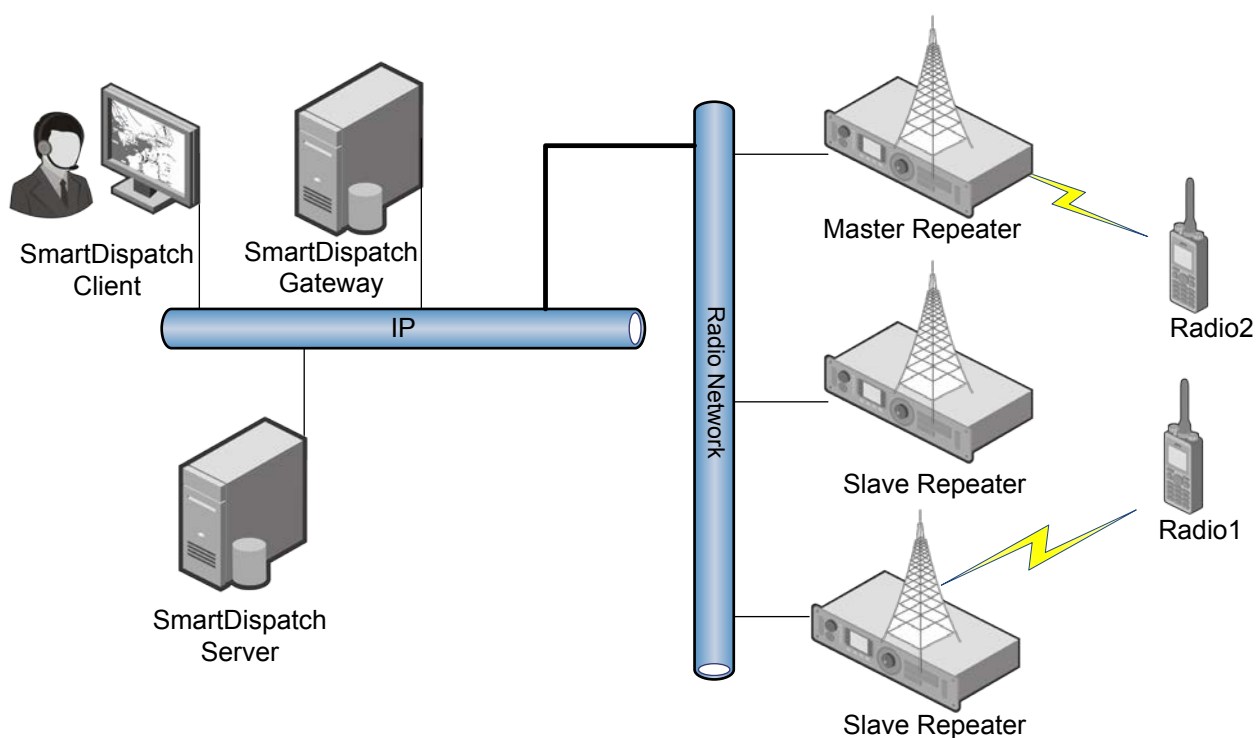 SmartDispatch
Client
SmartDispatch
Gateway
IP
SmartDispatch
Server
Radio Network
Master Repeater
Slave Repeater
Slave Repeater
Radio2
Radio1